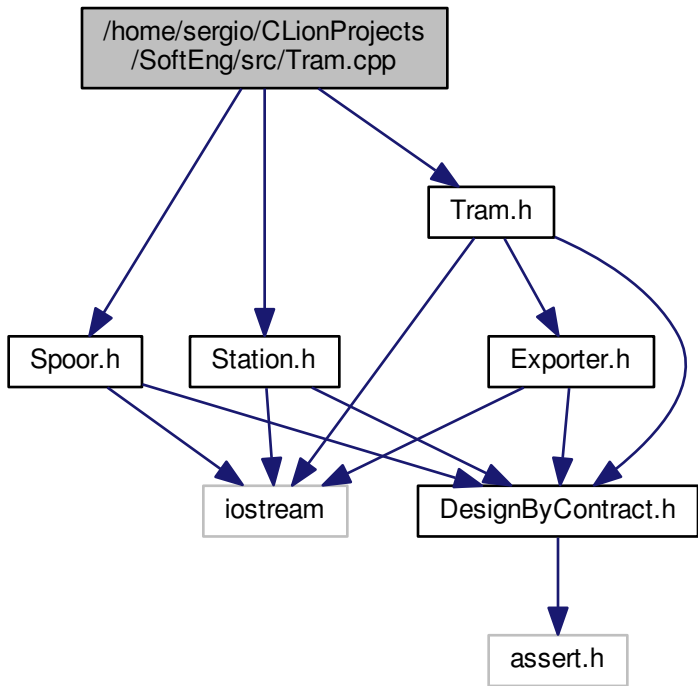 /home/sergio/CLionProjects
/SoftEng/src/Tram.cpp
Tram.h
Spoor.h
Station.h
Exporter.h
iostream
DesignByContract.h
assert.h